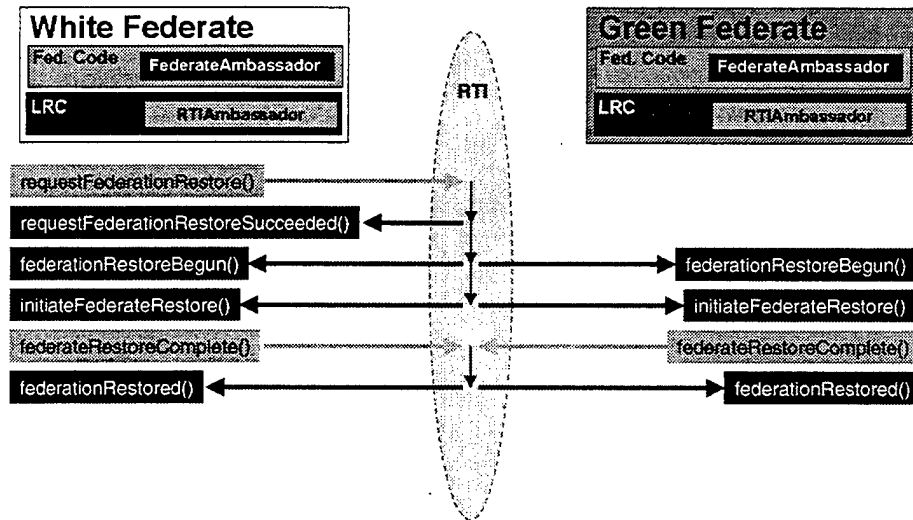 White Federate
Fed. Code
FederateAmbassador
LRC
RTIAmbassador
RTI
Green Federate
Fed. Code
FederateAmbassador
LRC
RTIAmbassador
requestFederationRestore()
requestFederationRestoreSucceeded()
federationRestoreBegun()
federationRestoreBegun()
initiateFederateRestore()
initiateFederateRestore()
federateRestoreComplete()
federateRestoreComplete()
federationRestored()
federationRestored()